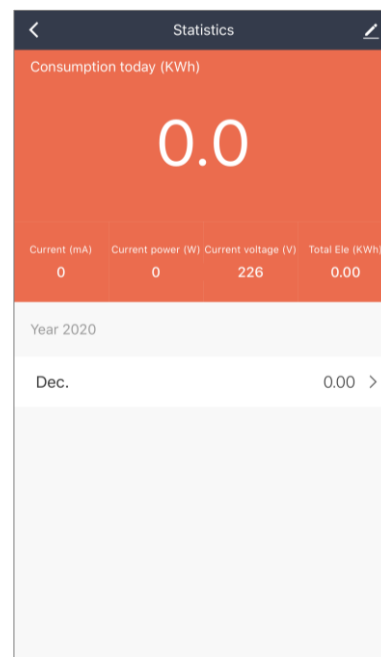 Statistics
Consumption today (KWh)
0.0
Current (mA) Current power (W) Current voltage (V) Total Ele (KWh)
0 0 226 0.00
Year 2020
Dec. 0.00